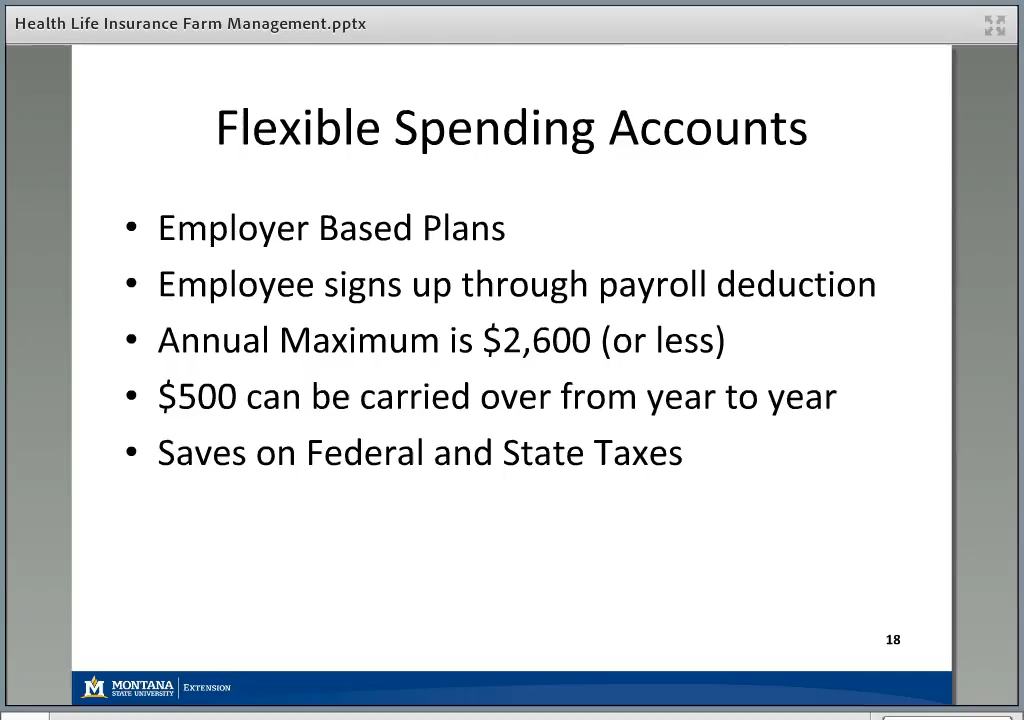 Health Life Insurance Farm Management.pptx
Flexible Spending Accounts
• Employer Based Plans
• Employee signs up through payroll deduction
• Annual Maximum is $2,600 (or less)
• $500 can be carried over from year to year
• Saves on Federal and State Taxes
18
MONTANA
STATE UNIVERSITY
EXTENSION